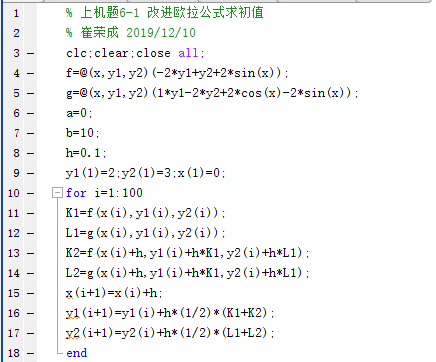 1 % 上机题6-1 改进欧拉公式求初值
2 % 崔荣成 2019/12/10
3 — clc;clear;close all;
4 — f=@(x,y1,y2)(-2*y1+y2+2*sin(x));
5 — g=@(x,y1,y2)(1*y1-2*y2+2*cos(x)-2*sin(x));
6 — a=0;
7 — b=10;
8 — h=0.1;
9 — y1(1)=2;y2(1)=3;x(1)=0;
10 — for i=1:100
11 — K1=f(x(i),y1(i),y2(i));
12 — L1=g(x(i),y1(i),y2(i));
13 — K2=f(x(i)+h,y1(i)+h*K1,y2(i)+h*L1);
14 — L2=g(x(i)+h,y1(i)+h*K1,y2(i)+h*L1);
15 — x(i+1)=x(i)+h;
16 — y1(i+1)=y1(i)+h*(1/2)*(K1+K2);
17 — y2(i+1)=y2(i)+h*(1/2)*(L1+L2);
18 — end